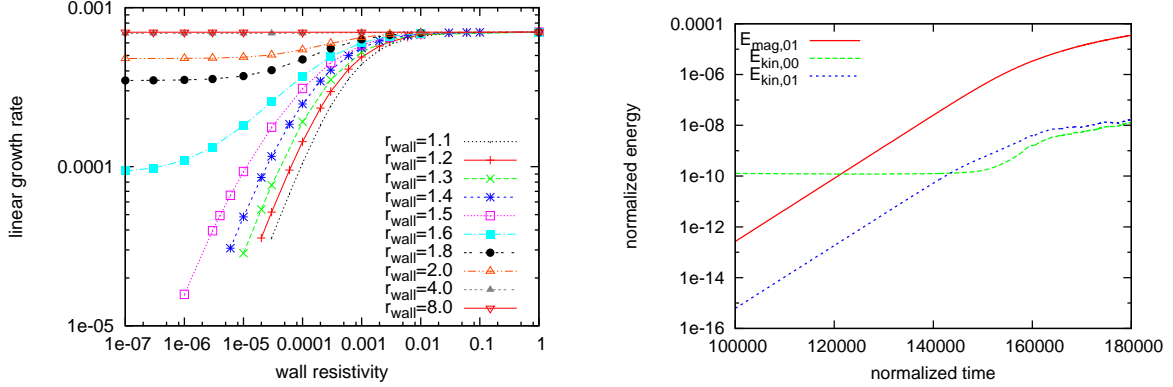 0.001
0.0001
1e-05
linear growth rate
1e-07 1e-06 1e-05 0.0001 0.001 0.01 0.1 1
wall resistivity
r_wall=1.1
r_wall=1.2
r_wall=1.3
r_wall=1.4
r_wall=1.5
r_wall=1.6
r_wall=1.8
r_wall=2.0
r_wall=4.0
r_wall=8.0
0.0001
1e-06
1e-08
1e-10
1e-12
1e-14
1e-16
normalized energy
E_mag,01
E_kin,00
E_kin,01
100000 120000 140000 160000 180000
normalized time